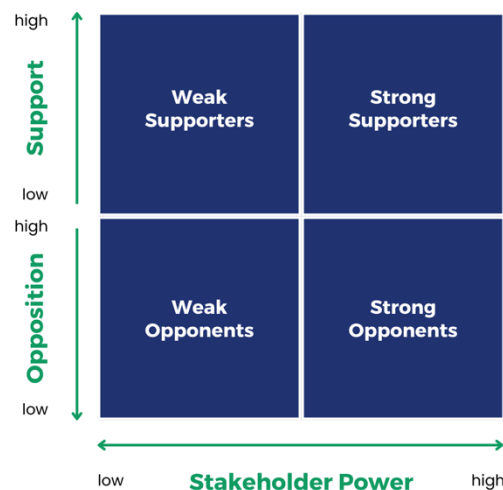 high
Support
low
Weak
Supporters
Strong
Supporters
high
Opposition
low
Weak
Opponents
Strong
Opponents
low
Stakeholder Power
high